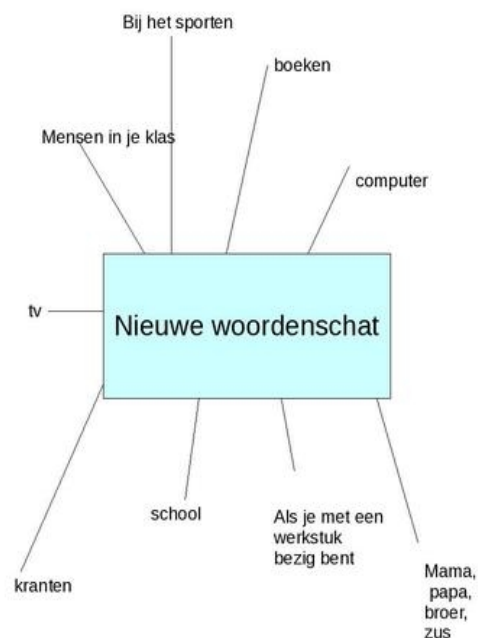 Bij het sporten
boeken
Mensen in je klas
computer
tv
Nieuwe woordenschat
school
Als je met een
werkstuk
bezig bent
kranten
Mama,
papa,
broer,
zus